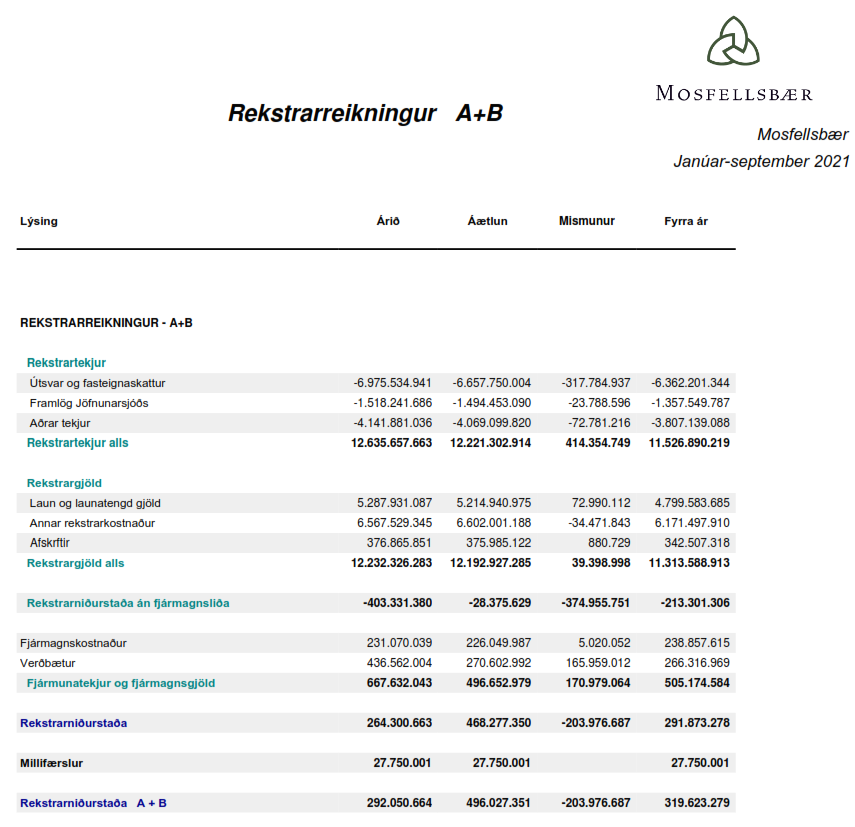 MOSFELLSBÆR
Rekstrarreikningur A+B
Mosfellsbær
Janúar-september 2021
Lýsing Árið Áætlun Mismunur Fyrra ár
REKSTRARREIKNINGUR - A+B
Rekstrartekjur
Útsvar og fasteignaskattur -6.975.534.941 -6.657.750.004 -317.784.937 -6.362.201.344
Framlög Jöfnunarsjóðs -1.518.241.686 -1.494.453.090 -23.788.596 -1.357.549.787
Aðrar tekjur -4.141.881.036 -4.069.099.820 -72.781.216 -3.807.139.088
Rekstrartekjur alls 12.635.657.663 12.221.302.914 414.354.749 11.526.890.219
Rekstrargjöld
Laun og launatengd gjöld 5.287.931.087 5.214.940.975 72.990.112 4.799.583.685
Annar rekstrarkostnaður 6.567.529.345 6.602.001.188 -34.471.843 6.171.497.910
Afskrftir 376.865.851 375.985.122 880.729 342.507.318
Rekstrargjöld alls 12.232.326.283 12.192.927.285 39.398.998 11.313.588.913
Rekstrarniðurstaða án fjármagnsliða -403.331.380 -28.375.629 -374.955.751 -213.301.306
Fjármagnskostnaður 231.070.039 226.049.987 5.020.052 238.857.615
Verðbætur 436.562.004 270.602.992 165.959.012 266.316.969
Fjármunatekjur og fjármagnsgjöld 667.632.043 496.652.979 170.979.064 505.174.584
Rekstrarniðurstaða 264.300.663 468.277.350 -203.976.687 291.873.278
Millifærslur 27.750.001 27.750.001 27.750.001
Rekstrarniðurstaða A + B 292.050.664 496.027.351 -203.976.687 319.623.279